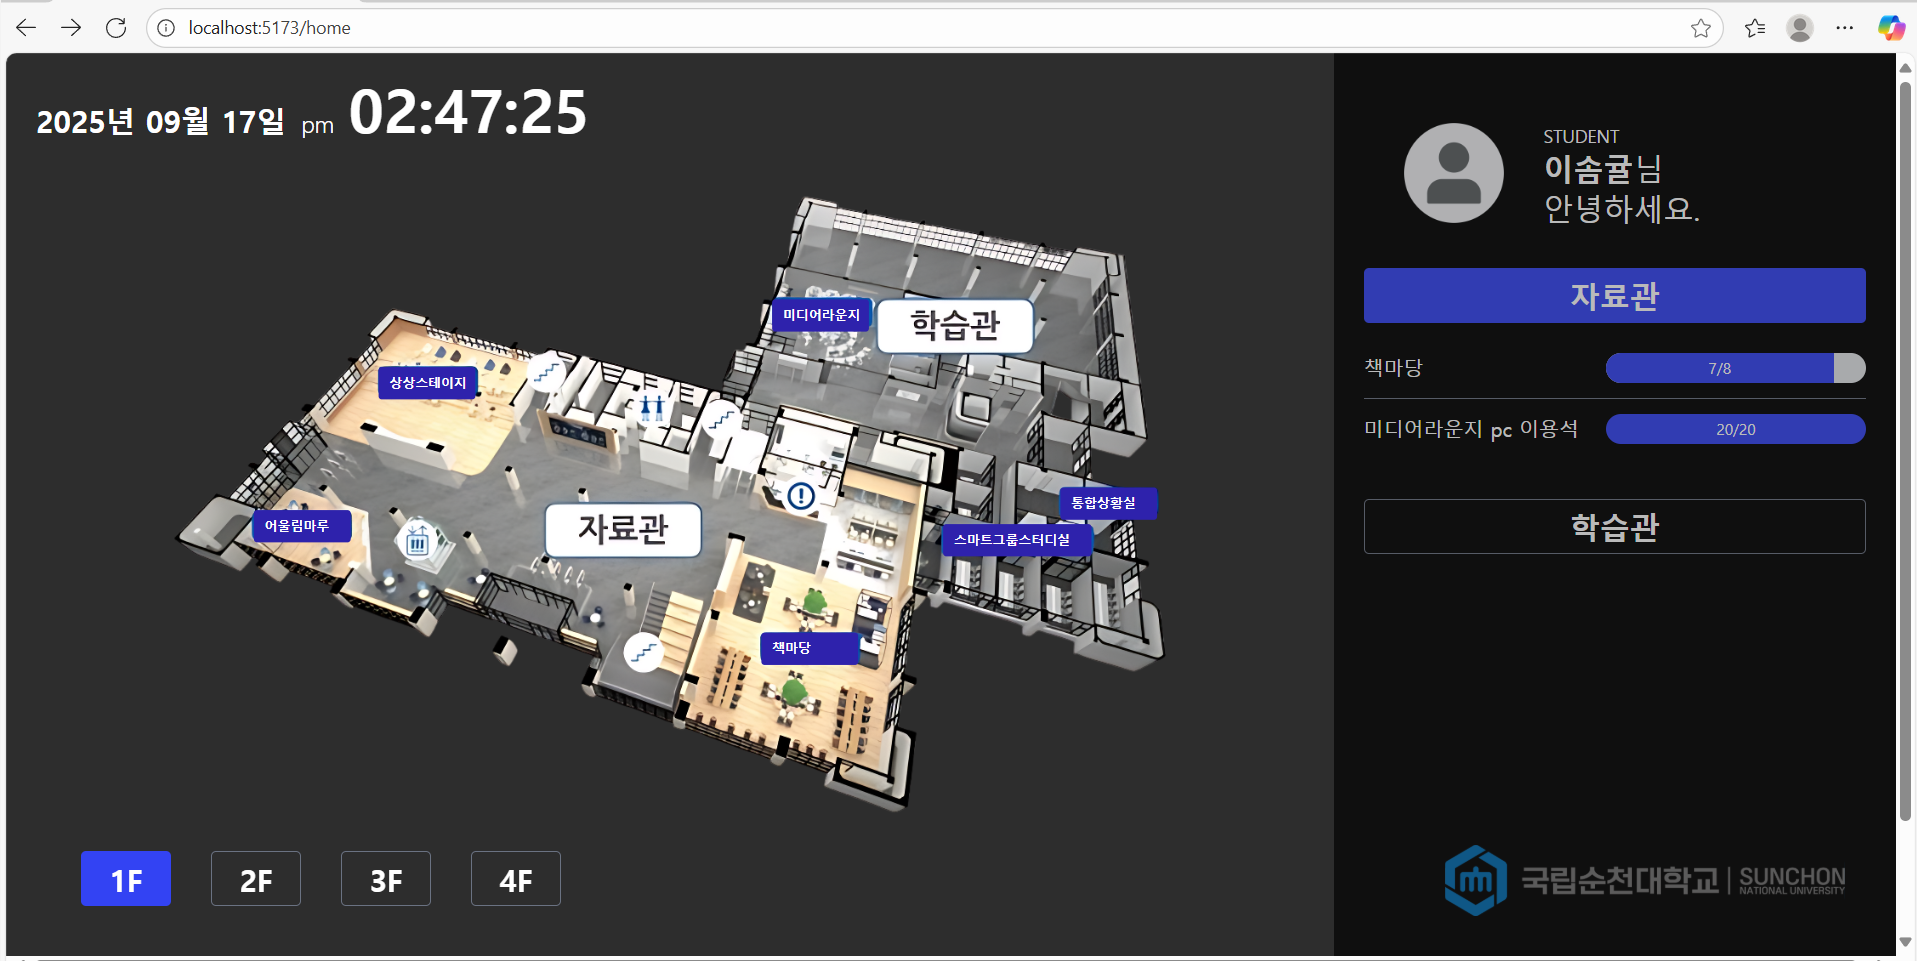 localhost:5173/home
2025년 09월 17일 pm 02:47:25
STUDENT
이솜귤님
안녕하세요.
자료관
책마당 7/8
미디어라운지 pc 이용석 20/20
학습관
미디어라운지
학습관
상상스테이지
통합상황실
어울림마루
자료관
스마트그룹스터디실
책마당
1F 2F 3F 4F
국립순천대학교 SUNCHON
NATIONAL UNIVERSITY